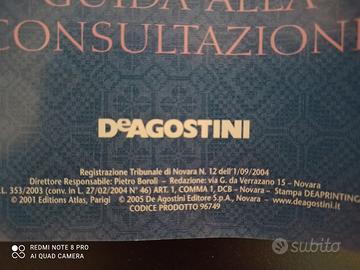 GUIDA ALLA
CONSULTAZIONE
DeAGOSTINI
Registrazione Tribunale di Novara N. 12 dell'1/09/2004
Direttore Responsabile: Pietro Boroli - Redazione: via G. da Verrazano 15 - Novara
L. 353/2003 (conv. in L. 27/02/2004 N° 46) ART. 1, COMMA 1, DCB - Novara - Stampa DEAPRINTING
© 2001 Editions Atlas, Parigi © 2005 De Agostini Editore S.p.A., Novara - www.deagostini.it
CODICE PRODOTTO 96749
REDMI NOTE 8 PRO
AI QUAD CAMERA
subito